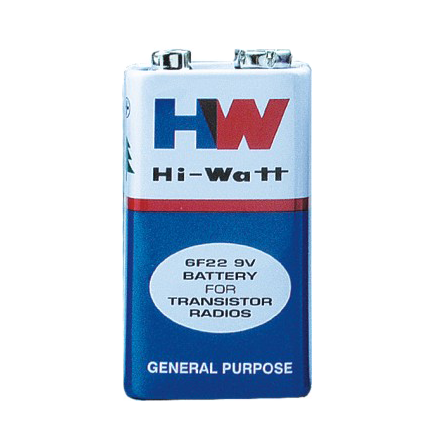 HW
Hi-Watt
6F22 9V
BATTERY
FOR
TRANSISTOR
RADIOS
GENERAL PURPOSE